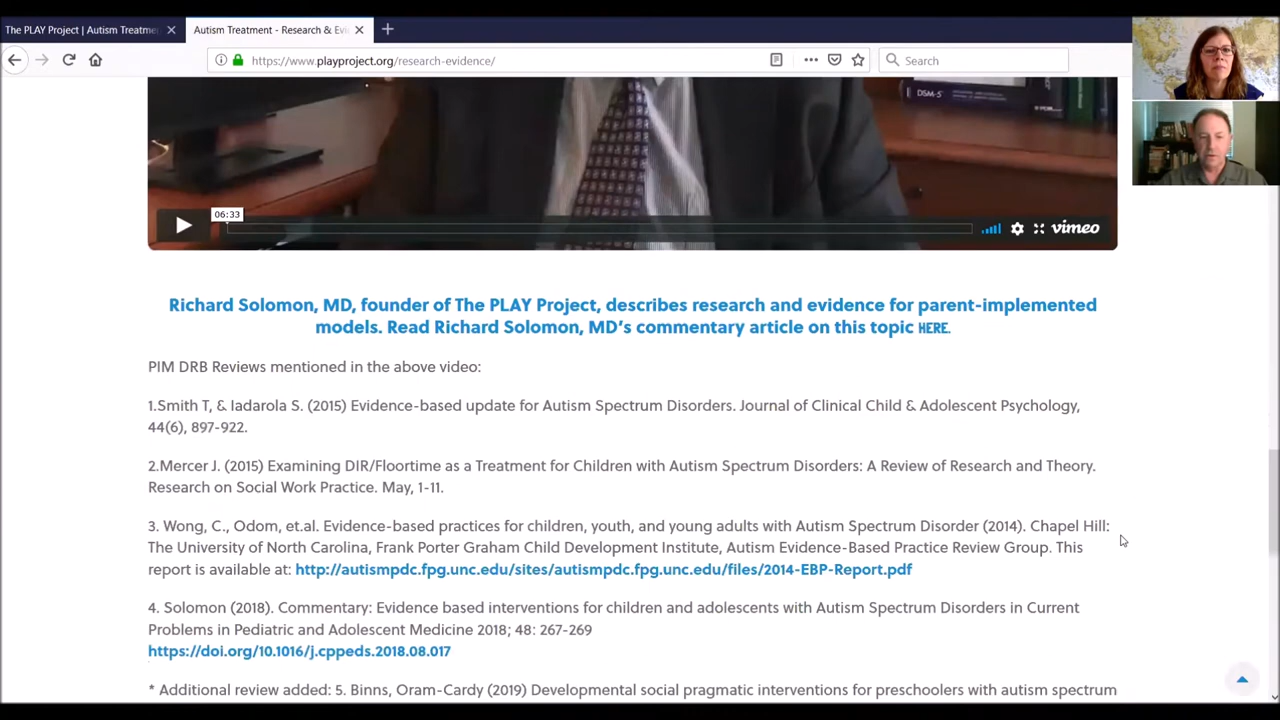 The PLAY Project | Autism Treatme
Autism Treatment - Research & Evi
https://www.playproject.org/research-evidence/
Search
DSM-5
06:33
vimeo
Richard Solomon, MD, founder of The PLAY Project, describes research and evidence for parent-implemented
models. Read Richard Solomon, MD's commentary article on this topic HERE.
PIM DRB Reviews mentioned in the above video:
1.Smith T, & Iadarola S. (2015) Evidence-based update for Autism Spectrum Disorders. Journal of Clinical Child & Adolescent Psychology,
44(6), 897-922.
2.Mercer J. (2015) Examining DIR/Floortime as a Treatment for Children with Autism Spectrum Disorders: A Review of Research and Theory.
Research on Social Work Practice. May, 1-11.
3. Wong, C., Odom, et.al. Evidence-based practices for children, youth, and young adults with Autism Spectrum Disorder (2014). Chapel Hill:
The University of North Carolina, Frank Porter Graham Child Development Institute, Autism Evidence-Based Practice Review Group. This
report is available at: http://autismpdc.fpg.unc.edu/sites/autismpdc.fpg.unc.edu/files/2014-EBP-Report.pdf
4. Solomon (2018). Commentary: Evidence based interventions for children and adolescents with Autism Spectrum Disorders in Current
Problems in Pediatric and Adolescent Medicine 2018; 48: 267-269
https://doi.org/10.1016/j.cppeds.2018.08.017
* Additional review added: 5. Binns, Oram-Cardy (2019) Developmental social pragmatic interventions for preschoolers with autism spectrum